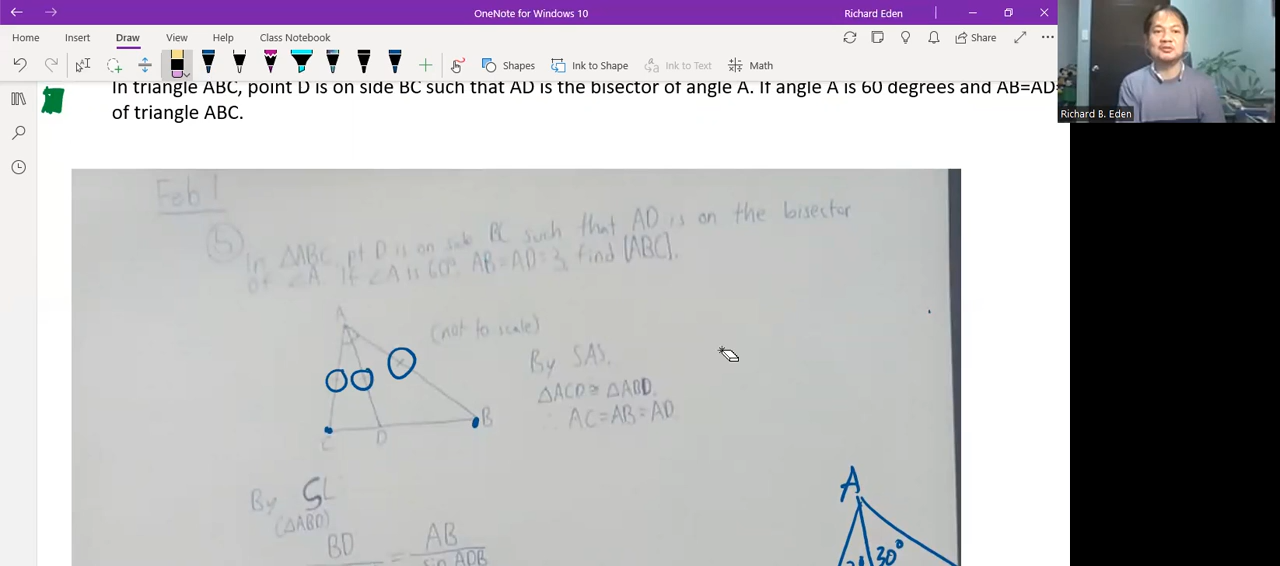 OneNote for Windows 10
Richard Eden
Home Insert Draw View Help Class Notebook
Share
Shapes
Ink to Shape
Ink to Text
Math
Richard B. Eden
In triangle ABC, point D is on side BC such that AD is the bisector of angle A. If angle A is 60 degrees and AB=AD=
of triangle ABC.
Feb 1
5
In △ABC, pt D is on side BC such that AD is on the bisector
of ∠A. If ∠A is 60°, AB=AD=3, find [ABC].
A
(not to scale)
By SAS,
△ACD≅△ABD.
∴ AC=AB=AD
B
C
D
By SL
(△ABD)
BD = AB
sin ADB
A
30°